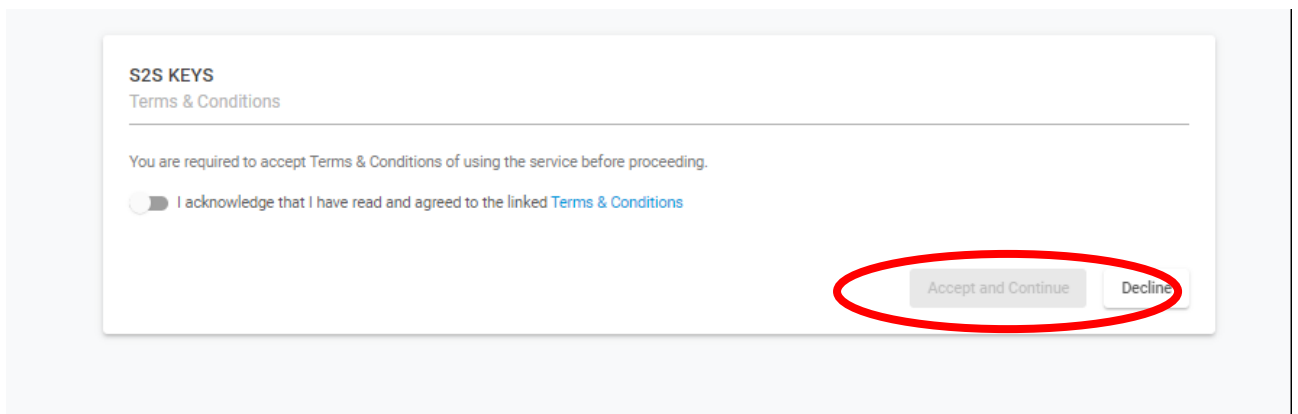 S2S KEYS
Terms & Conditions
You are required to accept Terms & Conditions of using the service before proceeding.
I acknowledge that I have read and agreed to the linked Terms & Conditions
Accept and Continue
Decline